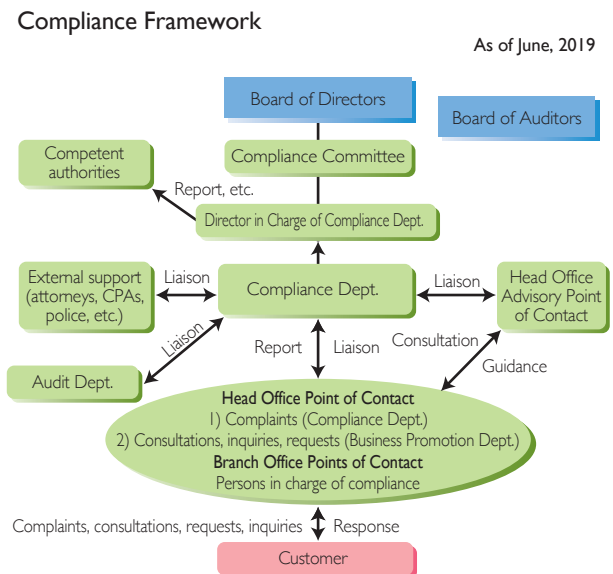 Compliance Framework
As of June, 2019
Board of Directors
Board of Auditors
Compliance Committee
Competent
authorities
Report, etc.
Director in Charge of Compliance Dept.
External support
(attorneys, CPAs,
police, etc.)
Liaison
Compliance Dept.
Liaison
Head Office
Advisory Point
of Contact
Liaison
Report
Liaison
Consultation
Guidance
Audit Dept.
Head Office Point of Contact
1) Complaints (Compliance Dept.)
2) Consultations, inquiries, requests (Business Promotion Dept.)
Branch Office Points of Contact
Persons in charge of compliance
Complaints, consultations, requests, inquiries
Response
Customer